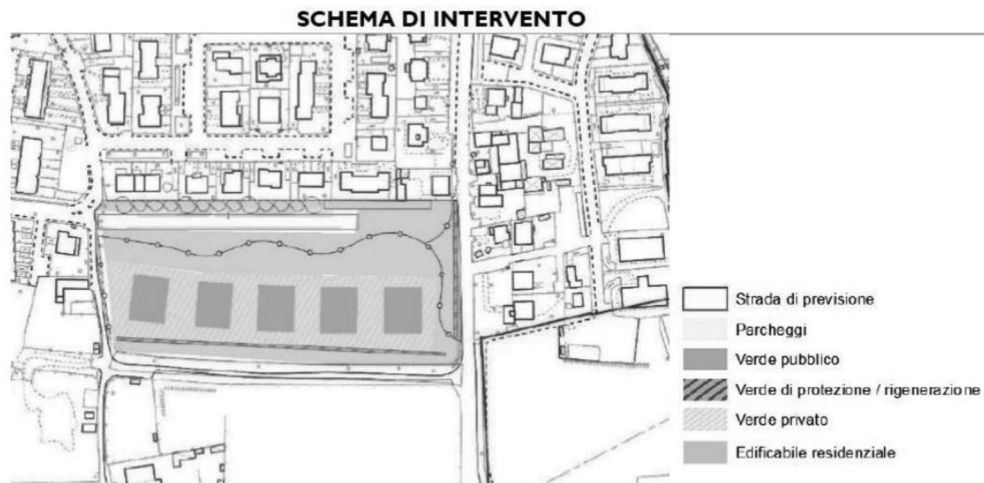 SCHEMA DI INTERVENTO
Strada di previsione
Parcheggi
Verde pubblico
Verde di protezione / rigenerazione
Verde privato
Edificabile residenziale